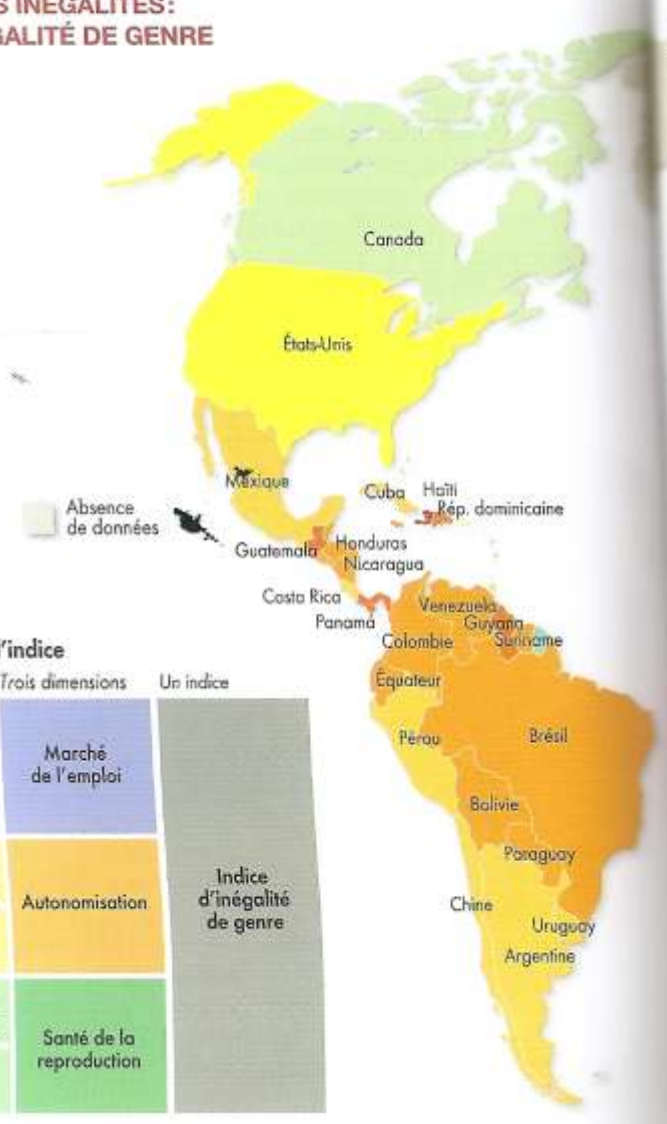 S INÉGALITÉS:
GALITÉ DE GENRE
Canada
États-Unis
Mexique
Cuba
Haïti
Rép. dominicaine
Absence
de données
Guatemala
Honduras
Nicaragua
Costa Rica
Panamá
Venezuela
Guyana
Suriname
Colombie
Équateur
Pérou
Brésil
Bolivie
Paraguay
Chine
Uruguay
Argentine
l'indice
Trois dimensions
Un indice
Marché
de l'emploi
Autonomisation
Santé de la
reproduction
Indice
d'inégalité
de genre